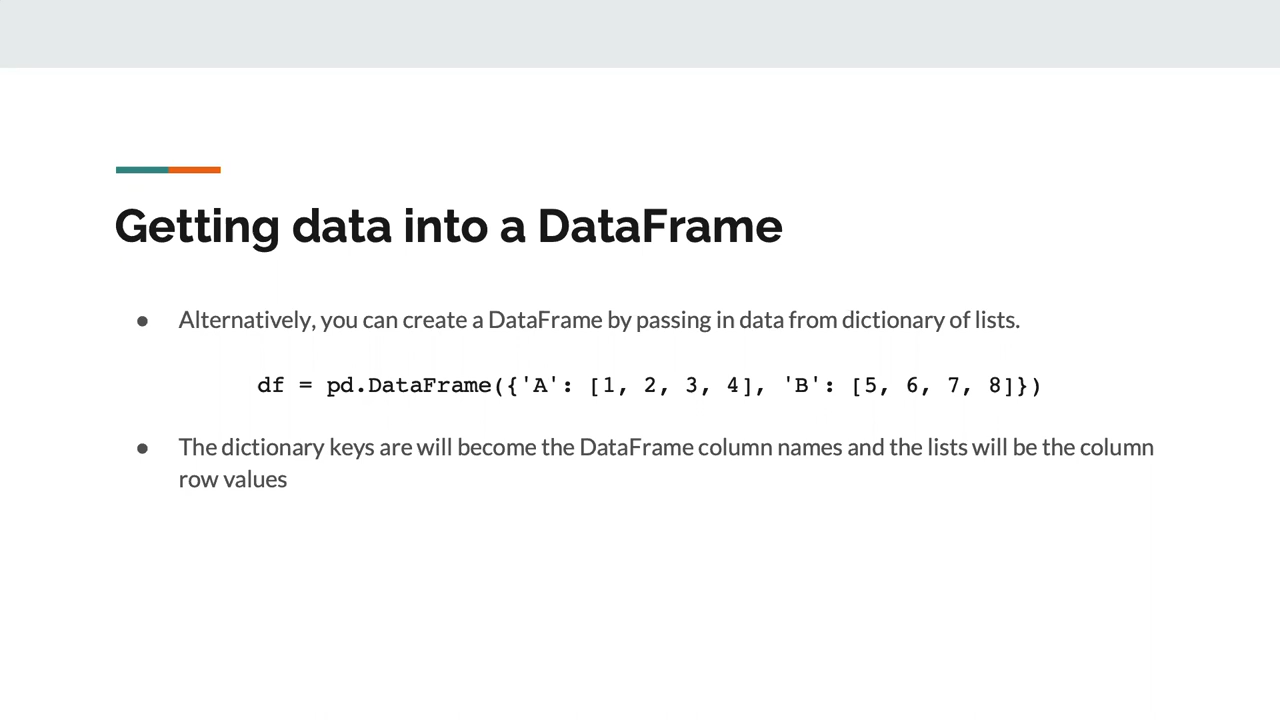 Getting data into a DataFrame
● Alternatively, you can create a DataFrame by passing in data from dictionary of lists.
df = pd.DataFrame({'A': [1, 2, 3, 4], 'B': [5, 6, 7, 8]})
● The dictionary keys are will become the DataFrame column names and the lists will be the column
row values